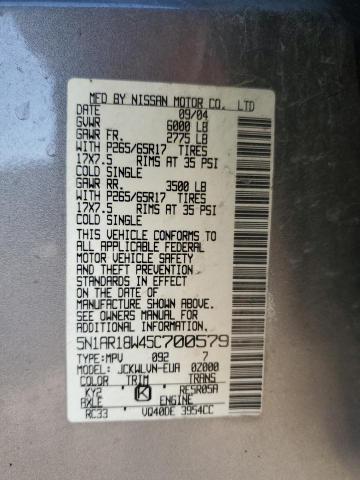 MFD BY NISSAN MOTOR CO. LTD
DATE 09/04
GVWR 6000 LB
GAWR FR. 2775 LB
WITH P265/65R17 TIRES
17X7.5 RIMS AT 35 PSI
COLD SINGLE
GAWR RR. 3500 LB
WITH P265/65R17 TIRES
17X7.5 RIMS AT 35 PSI
COLD SINGLE
THIS VEHICLE CONFORMS TO
ALL APPLICABLE FEDERAL
MOTOR VEHICLE SAFETY
AND THEFT PREVENTION
STANDARDS IN EFFECT
ON THE DATE OF
MANUFACTURE SHOWN ABOVE.
SEE OWNERS MANUAL FOR
ADDITIONAL INFORMATION
5N1AR18W45C700579
TYPE:MPV 092 7
MODEL: JCKWLVN-EUA 0Z000
COLOR TRIM TRANS
KY2 K RE5R05A
AXLE ENGINE
RC33 VQ40DE 3954CC